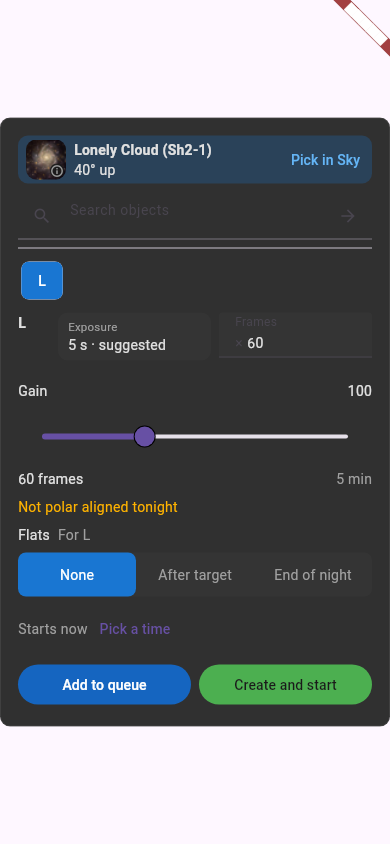 Lonely Cloud (Sh2-1)
40° up
Pick in Sky
Search objects
L
L
Exposure
5 s · suggested
Frames
× 60
Gain
100
60 frames
5 min
Not polar aligned tonight
Flats For L
None
After target
End of night
Starts now Pick a time
Add to queue
Create and start